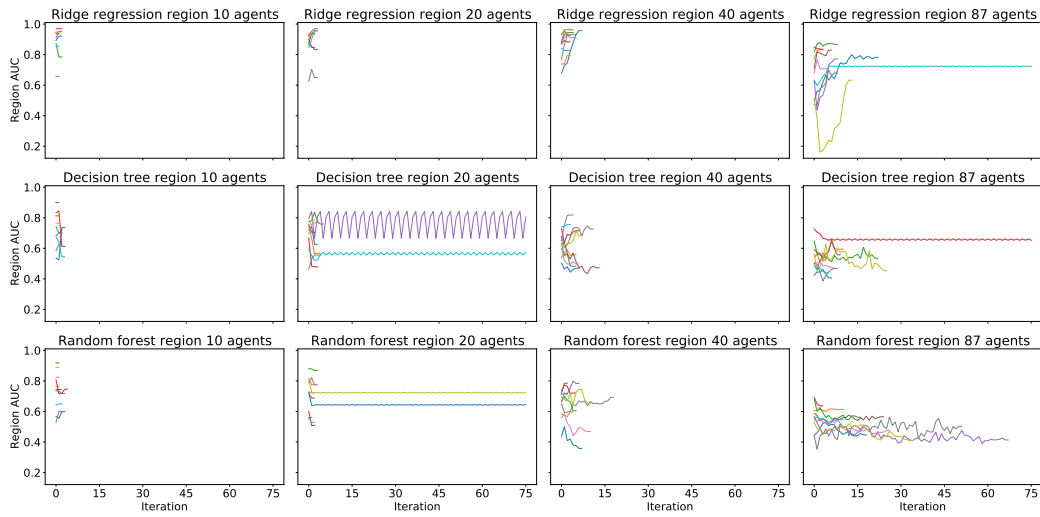 Ridge regression region 10 agents
Ridge regression region 20 agents
Ridge regression region 40 agents
Ridge regression region 87 agents
Region AUC
1.0
0.8
0.6
0.4
0.2
Decision tree region 10 agents
Decision tree region 20 agents
Decision tree region 40 agents
Decision tree region 87 agents
Region AUC
1.0
0.8
0.6
0.4
0.2
Random forest region 10 agents
Random forest region 20 agents
Random forest region 40 agents
Random forest region 87 agents
Region AUC
1.0
0.8
0.6
0.4
0.2
0 15 30 45 60 75
0 15 30 45 60 75
0 15 30 45 60 75
0 15 30 45 60 75
Iteration
Iteration
Iteration
Iteration